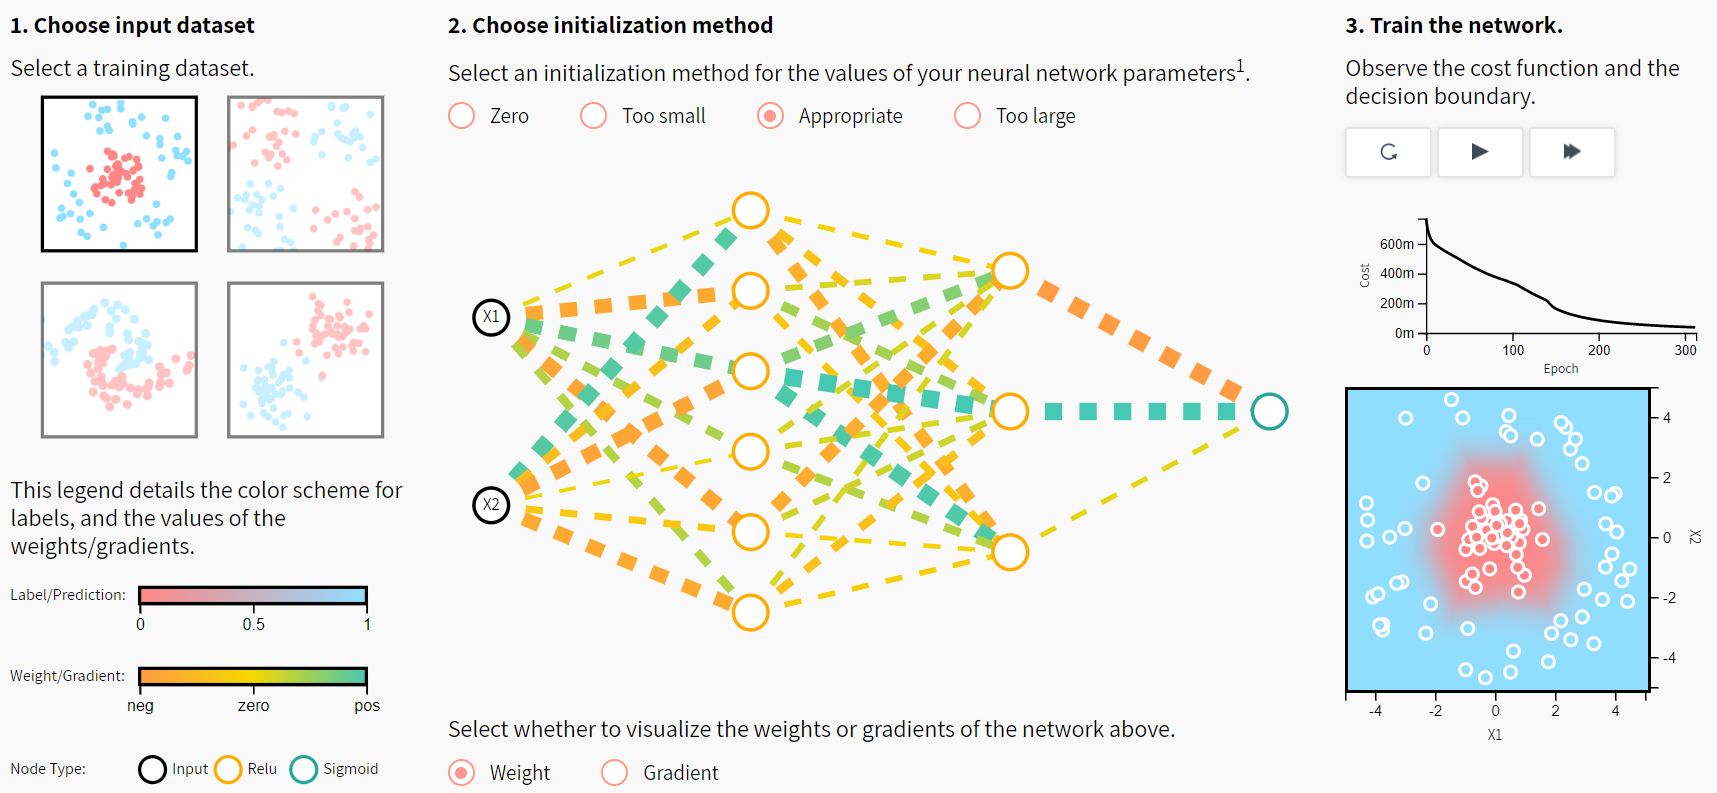 1. Choose input dataset
Select a training dataset.
This legend details the color scheme for
labels, and the values of the
weights/gradients.
Label/Prediction:
0 0.5 1
Weight/Gradient:
neg zero pos
Node Type: Input Relu Sigmoid
2. Choose initialization method
Select an initialization method for the values of your neural network parameters¹.
Zero Too small Appropriate Too large
X1
X2
Select whether to visualize the weights or gradients of the network above.
Weight Gradient
3. Train the network.
Observe the cost function and the
decision boundary.
Cost
600m
400m
200m
0m
0 100 200 300
Epoch
4
2
0
-2
-4
X2
-4 -2 0 2 4
X1